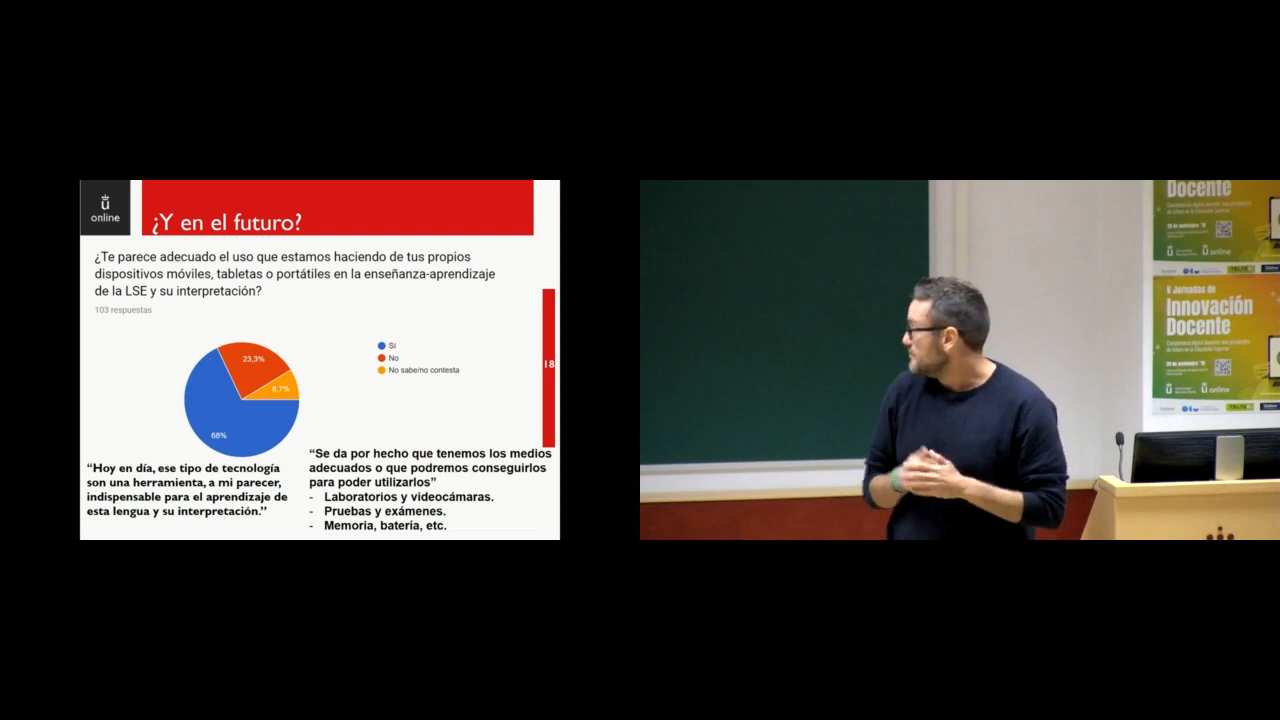 ü
online
¿Y en el futuro?
¿Te parece adecuado el uso que estamos haciendo de tus propios
dispositivos móviles, tabletas o portátiles en la enseñanza-aprendizaje
de la LSE y su interpretación?
103 respuestas
23,3%
8,7%
68%
Sí
No
No sabe/no contesta
18
“Hoy en día, ese tipo de tecnología
son una herramienta, a mi parecer,
indispensable para el aprendizaje de
esta lengua y su interpretación.”
“Se da por hecho que tenemos los medios
adecuados o que podremos conseguirlos
para poder utilizarlos”
- Laboratorios y videocámaras.
- Pruebas y exámenes.
- Memoria, batería, etc.
Docente
ü online
V Jornadas de
Innovación
Docente
ü online